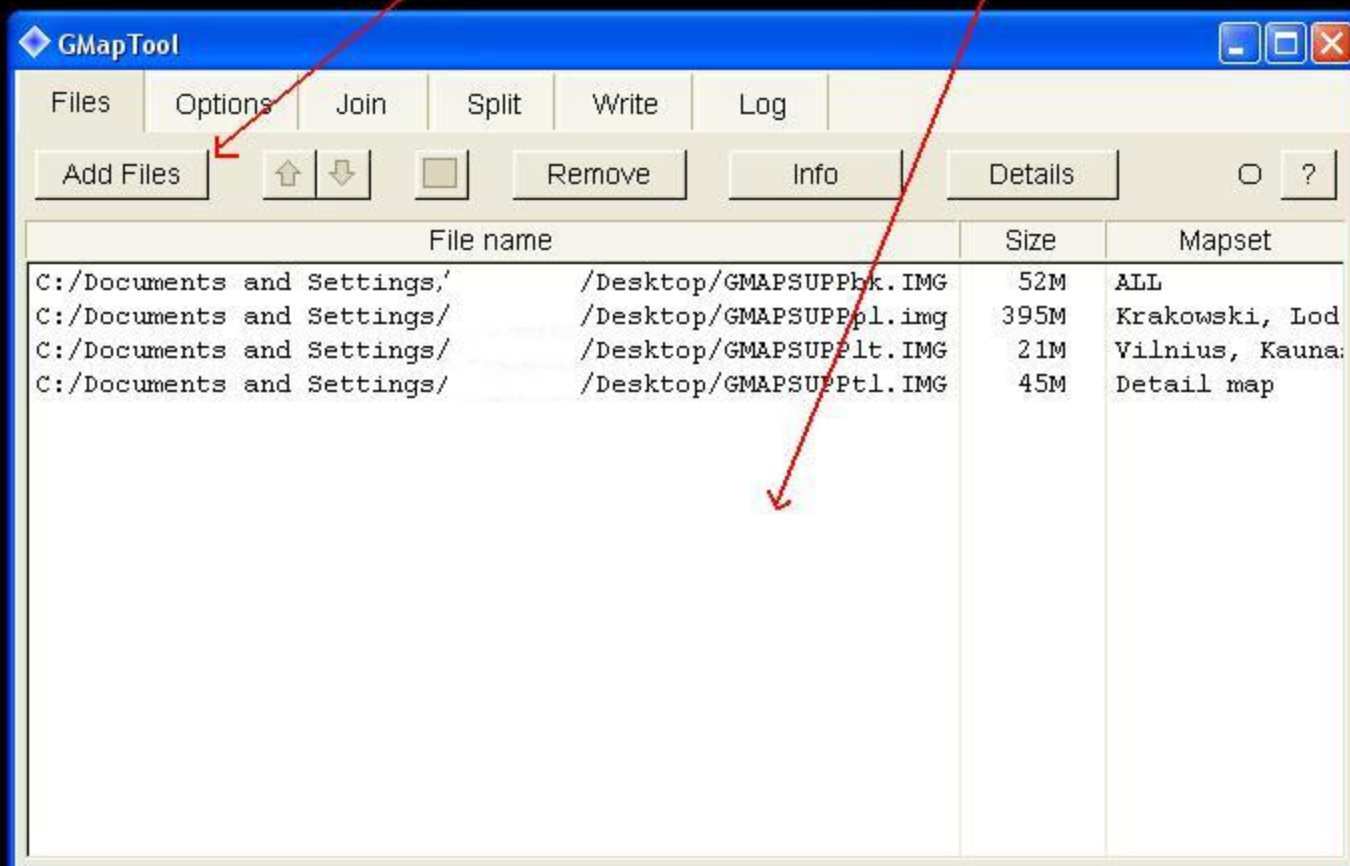 GMapTool
Files Options Join Split Write Log
Add Files Remove Info Details ?
File name Size Mapset
C:/Documents and Settings/ /Desktop/GMAPSUPPbk.IMG 52M ALL
C:/Documents and Settings/ /Desktop/GMAPSUPPpl.img 395M Krakowski, Lod
C:/Documents and Settings/ /Desktop/GMAPSUPPlt.IMG 21M Vilnius, Kauna
C:/Documents and Settings/ /Desktop/GMAPSUPPtl.IMG 45M Detail map